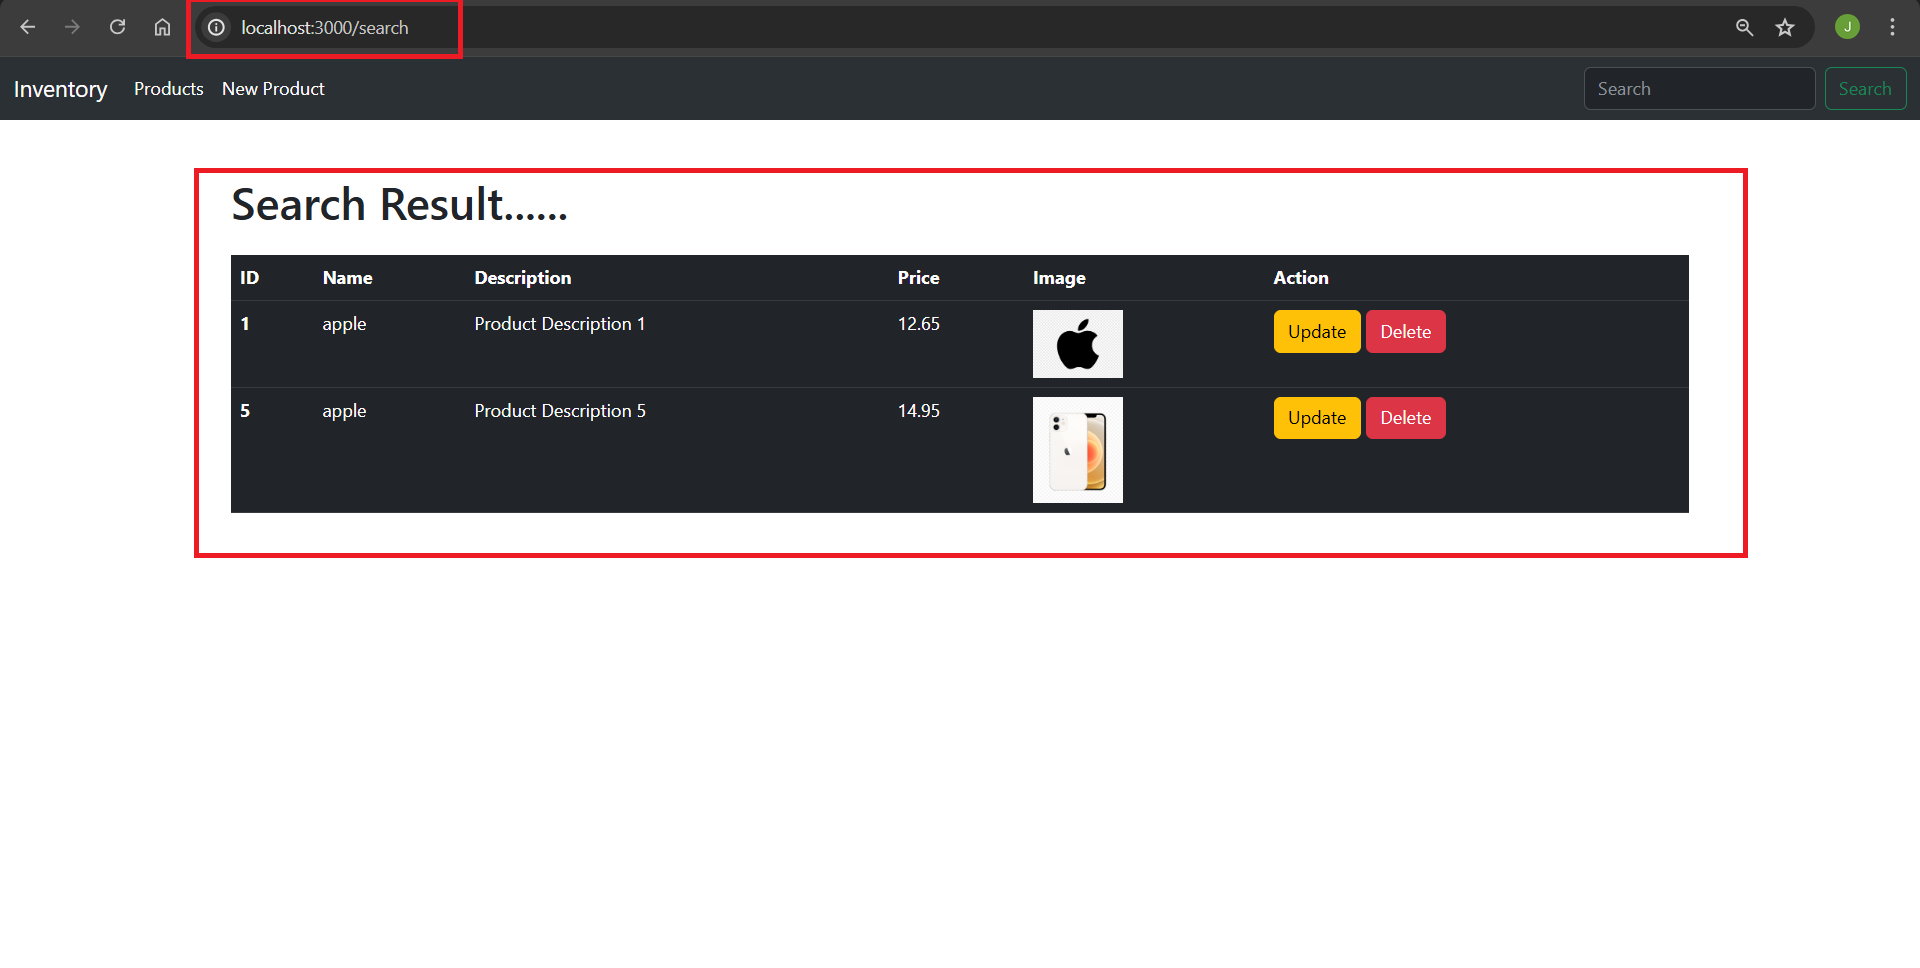 localhost:3000/search
J
Inventory Products New Product Search Search
Search Result......
ID Name Description Price Image Action
1 apple Product Description 1 12.65 Update Delete
5 apple Product Description 5 14.95 Update Delete